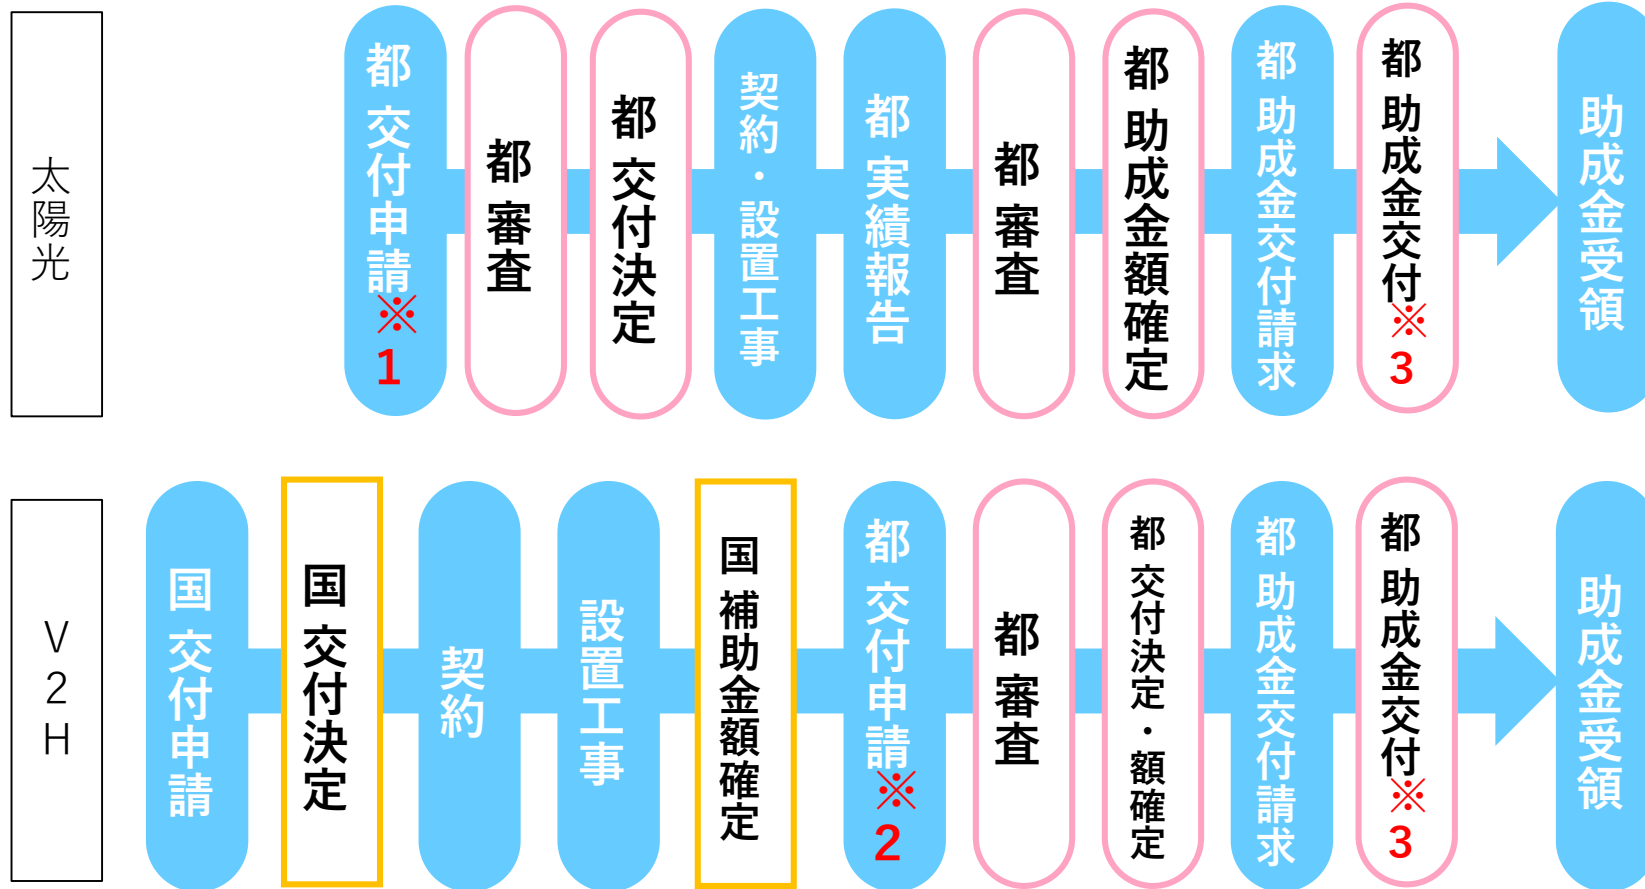 太陽光
都 交付申請※1
都 審査
都 交付決定
契約・設置工事
都 実績報告
都 審査
都 助成金額確定
都 助成金交付請求
都 助成金交付※3
助成金受領
V2H
国 交付申請
国 交付決定
契約
設置工事
国 補助金額確定
都 交付申請※2
都 審査
都 交付決定・額確定
都 助成金交付請求
都 助成金交付※3
助成金受領